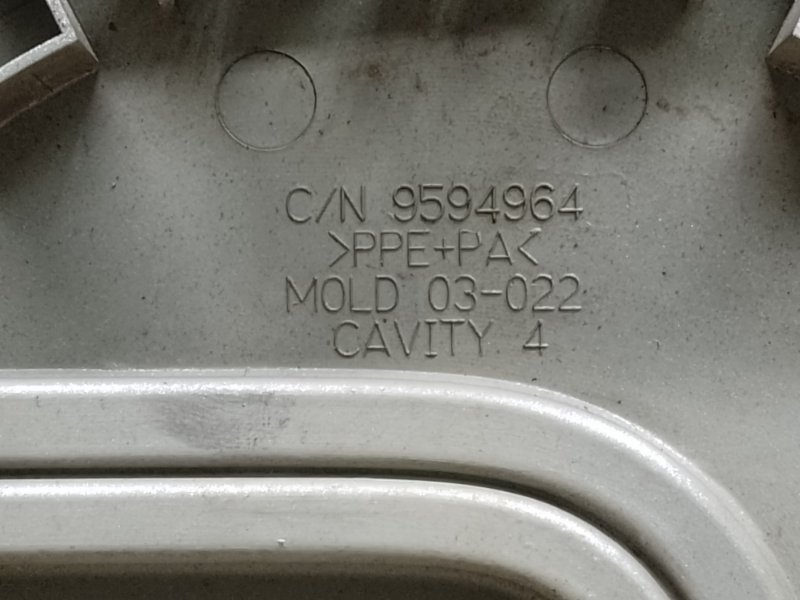 C/N 9594964
>PPE+PA<
MOLD 03-022
CAVITY 4